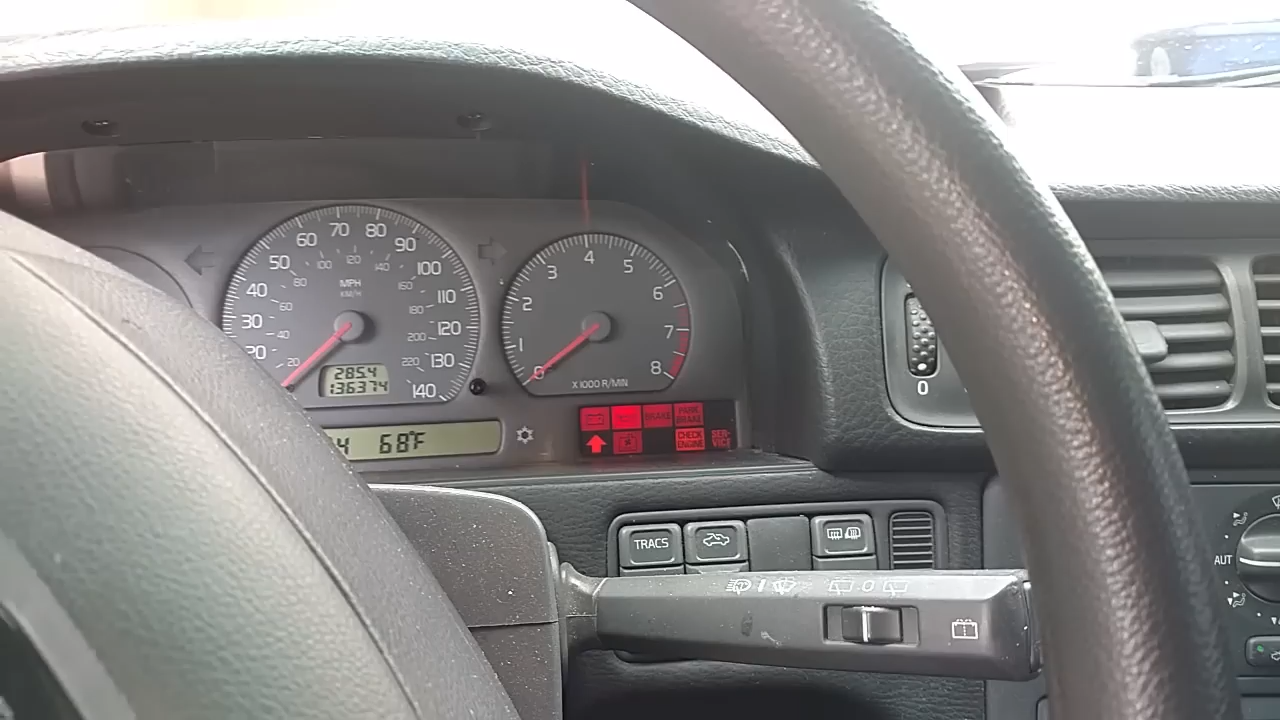 60 70 80 90
50 100 120 140 100
80 MPH 160
KM/H
40 60 180 110
30 40 200 120
20 20 220 130
285.4
136374
140
3 4 5
2 6
1 7
0 8
X1000 R/MIN
68°F
BRAKE PARK BRAKE
CHECK ENGINE SER-VICE
0
TRACS
0
AUT